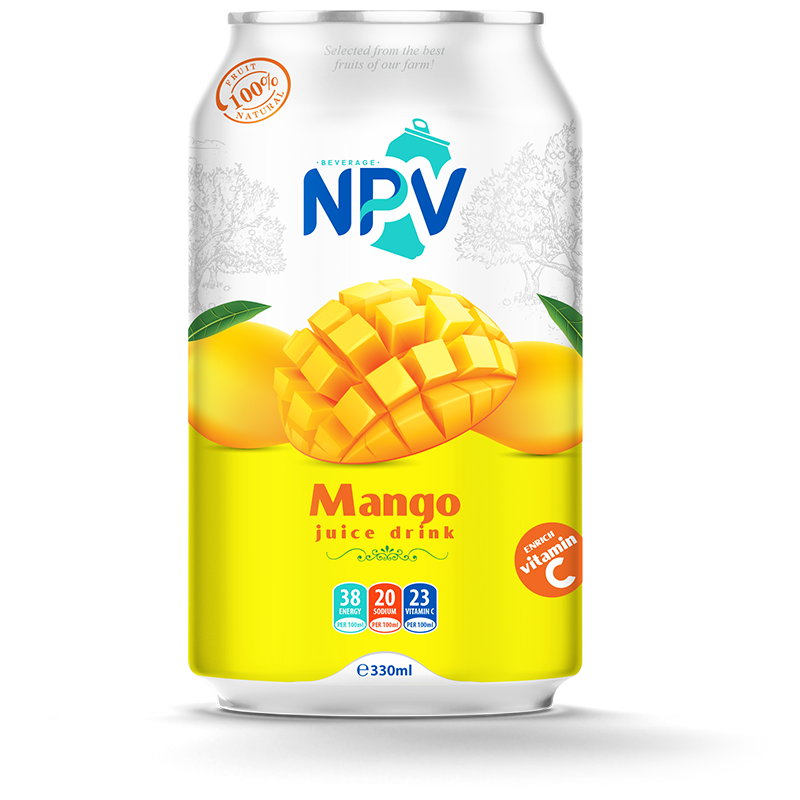 Selected from the best
fruits of our farm!
FRUIT
100%
NATURAL
·BEVERAGE·
NPV
Mango
juice drink
ENRICH
vitamin
C
38 20 23
ENERGY SODIUM VITAMIN C
PER 100ml PER 100ml PER 100ml
℮330ml